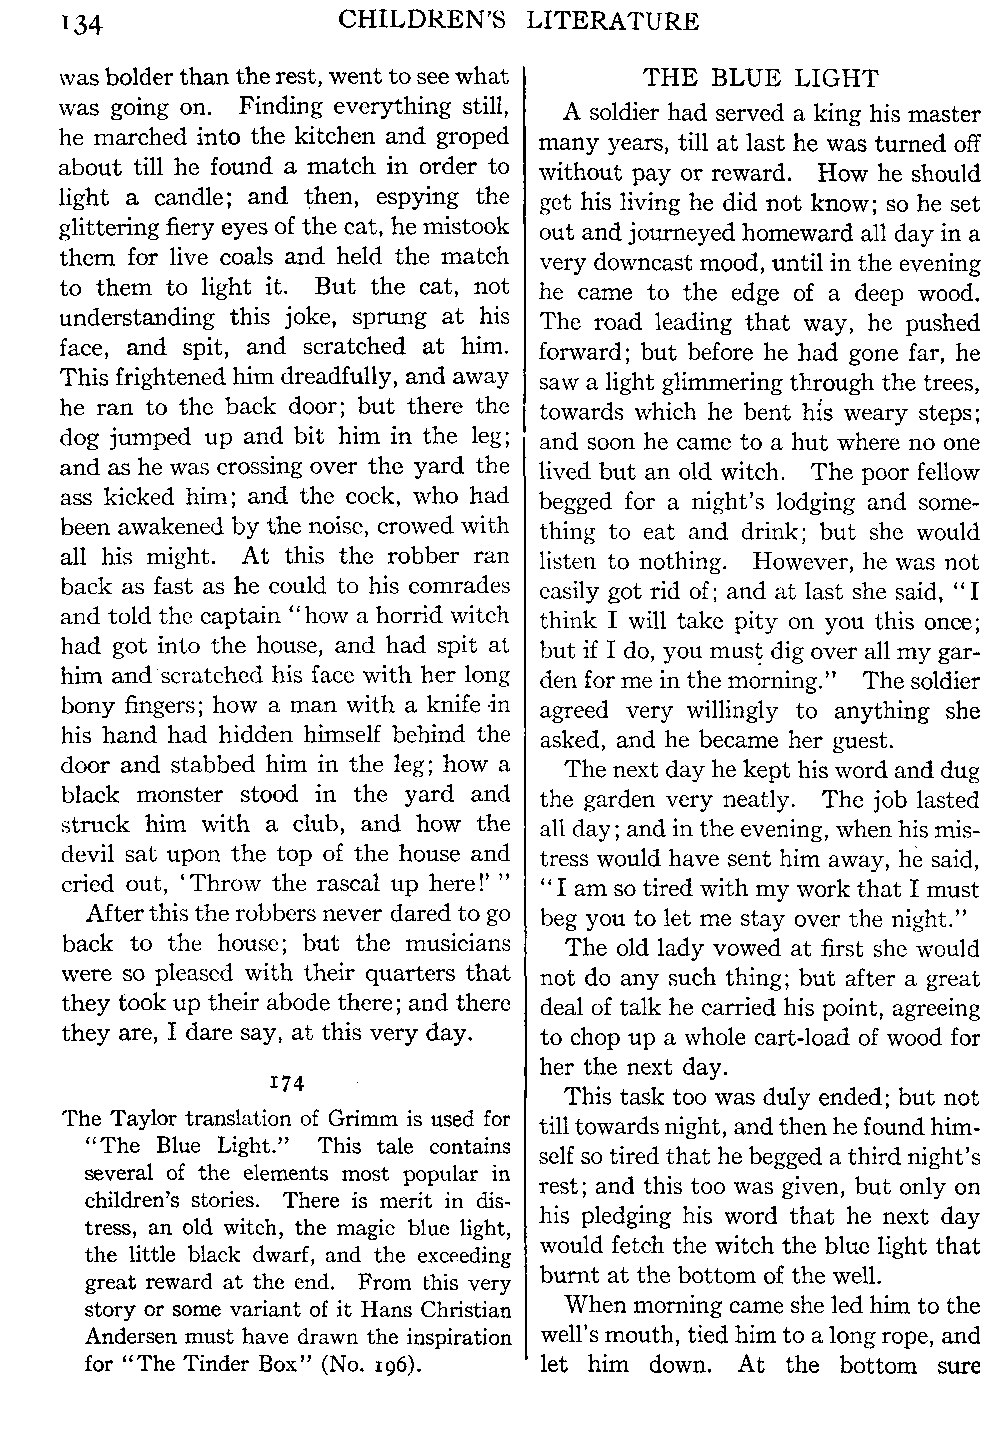 134 CHILDREN'S LITERATURE
was bolder than the rest, went to see what
was going on. Finding everything still,
he marched into the kitchen and groped
about till he found a match in order to
light a candle; and then, espying the
glittering fiery eyes of the cat, he mistook
them for live coals and held the match
to them to light it. But the cat, not
understanding this joke, sprung at his
face, and spit, and scratched at him.
This frightened him dreadfully, and away
he ran to the back door; but there the
dog jumped up and bit him in the leg;
and as he was crossing over the yard the
ass kicked him; and the cock, who had
been awakened by the noise, crowed with
all his might. At this the robber ran
back as fast as he could to his comrades
and told the captain "how a horrid witch
had got into the house, and had spit at
him and scratched his face with her long
bony fingers; how a man with a knife in
his hand had hidden himself behind the
door and stabbed him in the leg; how a
black monster stood in the yard and
struck him with a club, and how the
devil sat upon the top of the house and
cried out, 'Throw the rascal up here!' "
After this the robbers never dared to go
back to the house; but the musicians
were so pleased with their quarters that
they took up their abode there; and there
they are, I dare say, at this very day.
174
The Taylor translation of Grimm is used for
"The Blue Light." This tale contains
several of the elements most popular in
children's stories. There is merit in dis-
tress, an old witch, the magic blue light,
the little black dwarf, and the exceeding
great reward at the end. From this very
story or some variant of it Hans Christian
Andersen must have drawn the inspiration
for "The Tinder Box" (No. 196).
THE BLUE LIGHT
A soldier had served a king his master
many years, till at last he was turned off
without pay or reward. How he should
get his living he did not know; so he set
out and journeyed homeward all day in a
very downcast mood, until in the evening
he came to the edge of a deep wood.
The road leading that way, he pushed
forward; but before he had gone far, he
saw a light glimmering through the trees,
towards which he bent his weary steps;
and soon he came to a hut where no one
lived but an old witch. The poor fellow
begged for a night's lodging and some-
thing to eat and drink; but she would
listen to nothing. However, he was not
easily got rid of; and at last she said, "I
think I will take pity on you this once;
but if I do, you must dig over all my gar-
den for me in the morning." The soldier
agreed very willingly to anything she
asked, and he became her guest.
The next day he kept his word and dug
the garden very neatly. The job lasted
all day; and in the evening, when his mis-
tress would have sent him away, he said,
"I am so tired with my work that I must
beg you to let me stay over the night."
The old lady vowed at first she would
not do any such thing; but after a great
deal of talk he carried his point, agreeing
to chop up a whole cart-load of wood for
her the next day.
This task too was duly ended; but not
till towards night, and then he found him-
self so tired that he begged a third night's
rest; and this too was given, but only on
his pledging his word that he next day
would fetch the witch the blue light that
burnt at the bottom of the well.
When morning came she led him to the
well's mouth, tied him to a long rope, and
let him down. At the bottom sure